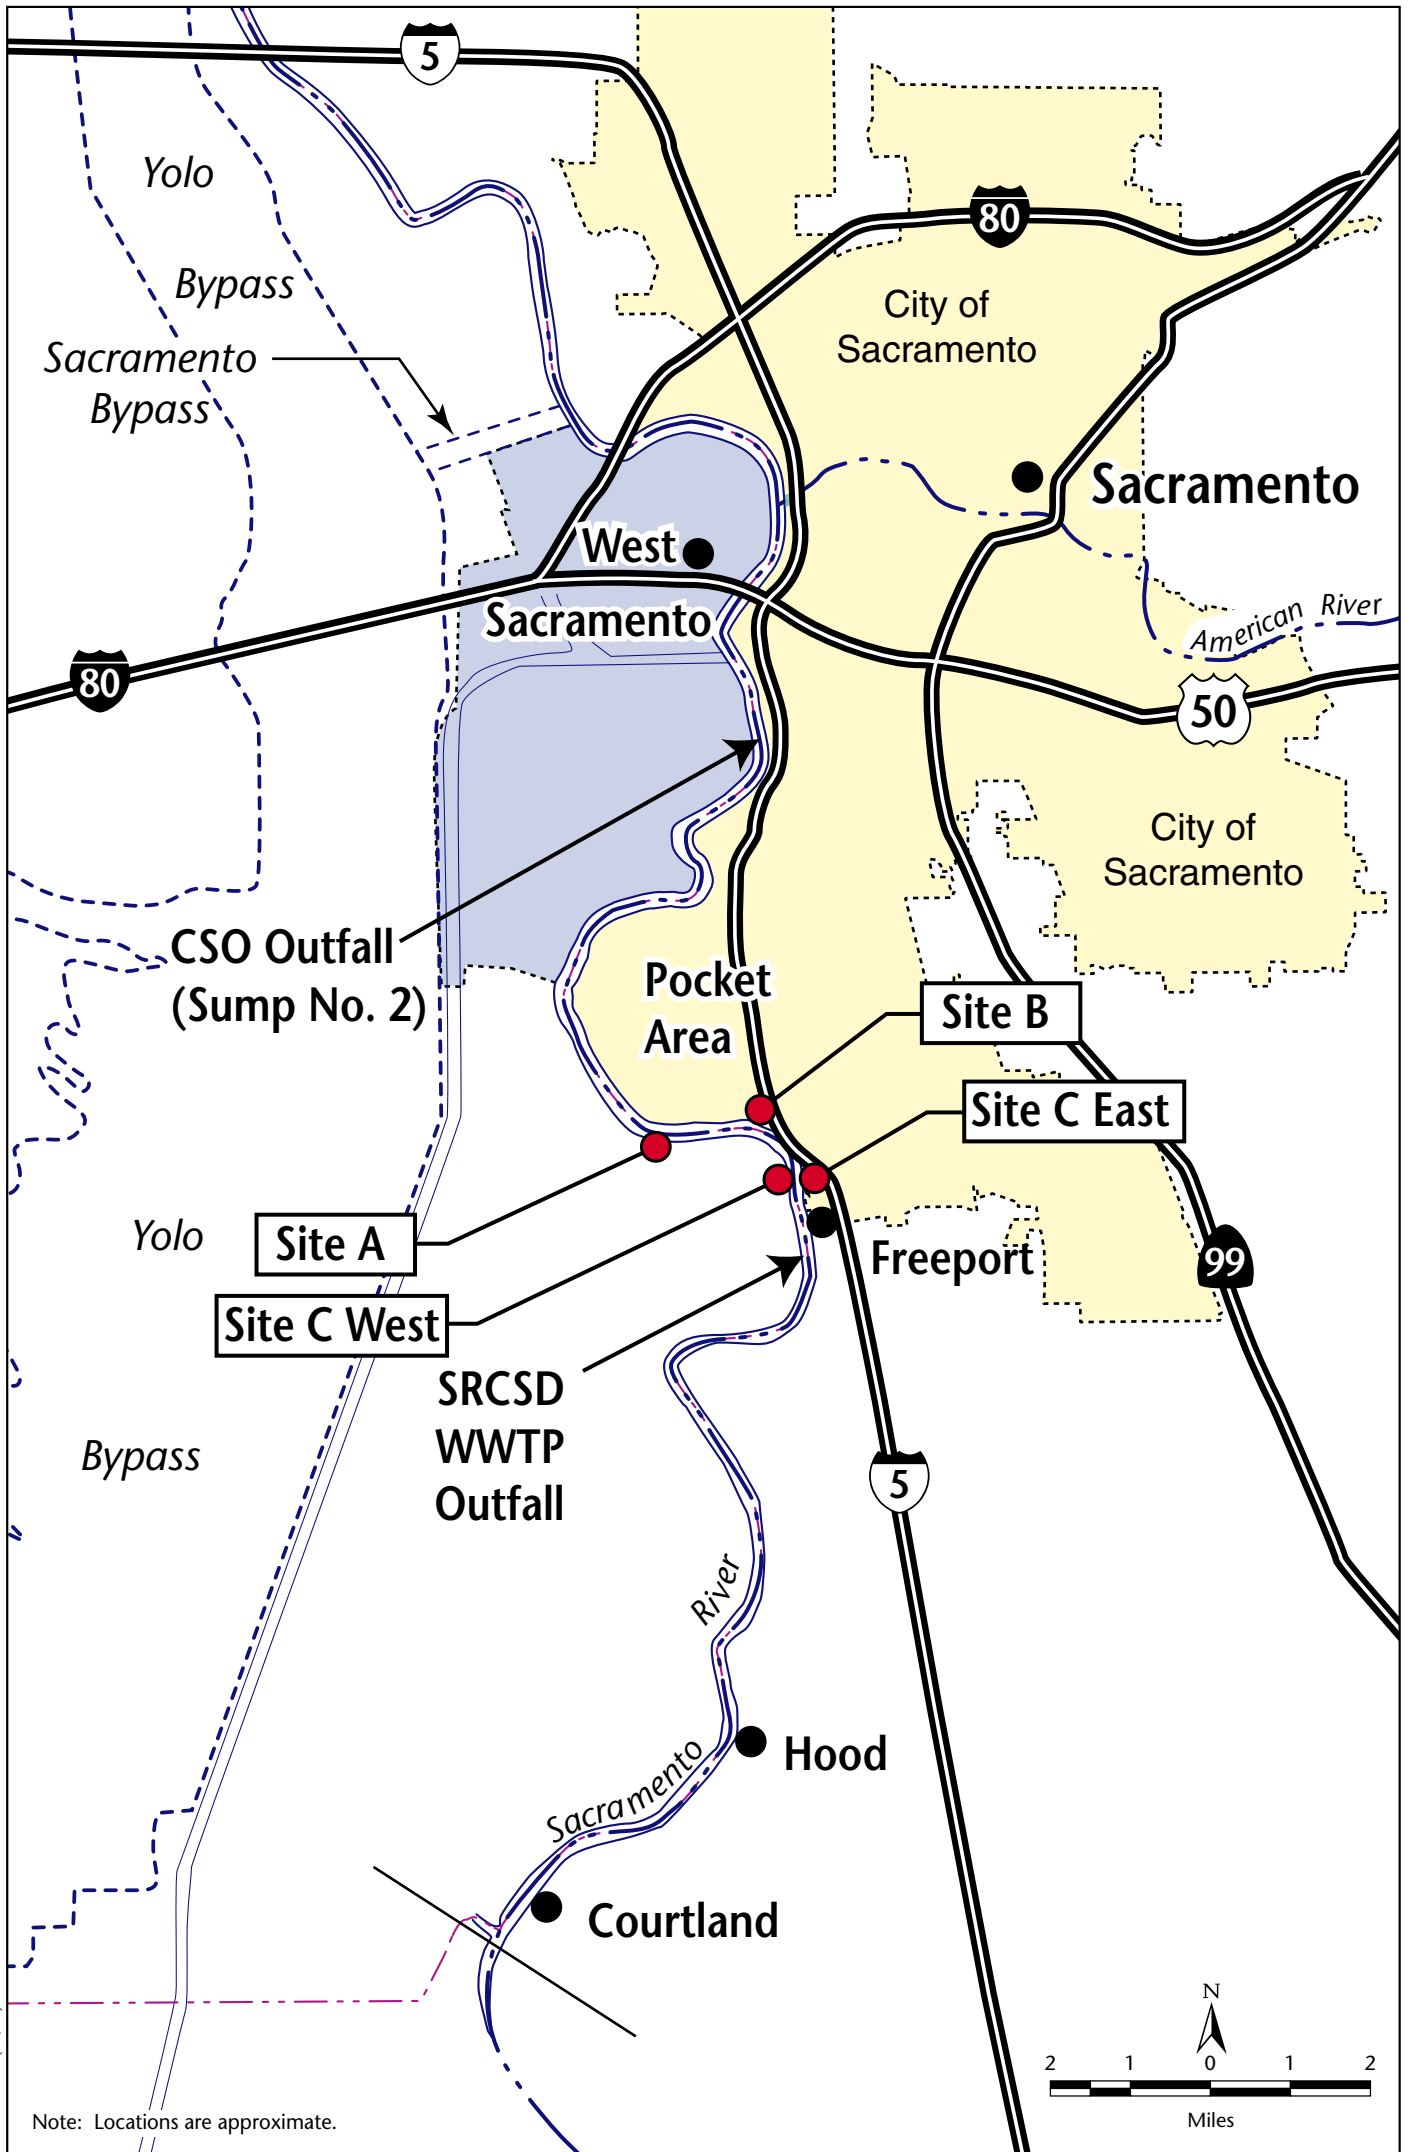 5
Yolo
80
Bypass
City of
Sacramento
Sacramento
Bypass
Sacramento
West
Sacramento
American River
80
50
City of
Sacramento
CSO Outfall
(Sump No. 2)
Pocket
Area
Site B
Site C East
Yolo
Site A
Freeport
99
Site C West
SRCSD
WWTP
Outfall
Bypass
5
River
Hood
Sacramento
Courtland
N
2 1 0 1 2
Miles
Note: Locations are approximate.